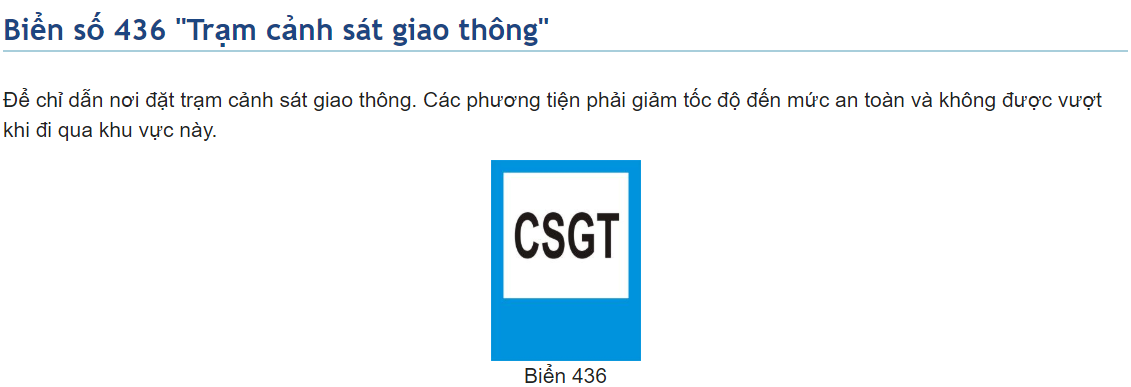 Biển số 436 "Trạm cảnh sát giao thông"
Để chỉ dẫn nơi đặt trạm cảnh sát giao thông. Các phương tiện phải giảm tốc độ đến mức an toàn và không được vượt
khi đi qua khu vực này.
CSGT
Biển 436